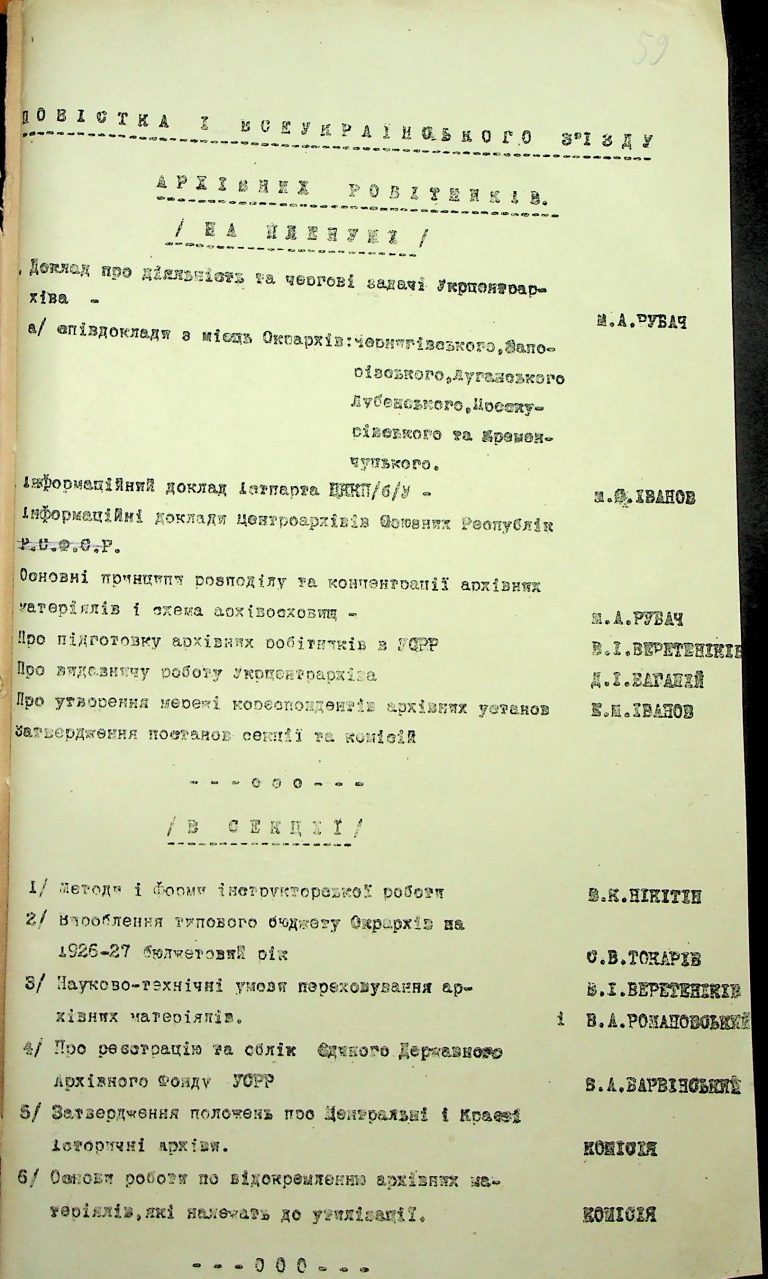 59
ПОВІСТКА І ВСЕУКРАЇНСЬКОГО З'ЇЗДУ
АРХІВНИХ РОБІТЕНКІВ.
/НА ПЛЕНУМІ/
Доклад про діяльність та чергові задачі Укрцентрар-
хіва -
М.А.РУБАЧ
а/ співдоклади з місць Окрархів: Чернигівського, Запо-
різського, Луганського
Лубенського, Проску-
рівського та Кремен-
чуцького.
Інформаційний доклад Істпарта ЦККП/б/У - М.Ф.ІВАНОВ
Інформаційні доклади Центроархівів Союзних Республік
Р.С.Ф.С.Р.
Основні принципи розподілу та концентрації архівних
матеріялів і схема архівосховищ - М.А.РУБАЧ
Про підготовку архівних робітників в УСРР В.І.ВЕРЕТЕНІКІВ
Про видавничу роботу Укрцентрархіва Д.І.БАГАЛІЙ
Про утворення мережі кореспондентів архівних установ Е.М.ІВАНОВ
Затвердження постанов секції та комісій
---ооо---
/В СЕКЦІЇ/
1/ Методи і форми інструкторської роботи В.К.НІКІТІН
2/ Вироблення типового бюджету Окрархів на
1926-27 бюджетовий рік С.В.ТОКАРІВ
3/ Науково-технічні умови переховування ар- В.І.ВЕРЕТЕНІКІВ
хівних матеріялів. і В.А.РОМАНОВСЬКИЙ
4/ Про реєстрацію та облік Єдиного Державного
Архівного Фонду УСРР В.А.БАРВІНСЬКИЙ
5/ Затвердження положень про Центральні і Краєві
історичні архіви. КОМІСІЯ
6/ Основи роботи по відокремленню архівних ма-
теріялів, які належать до утилізації. КОМІСІЯ
---ООО---